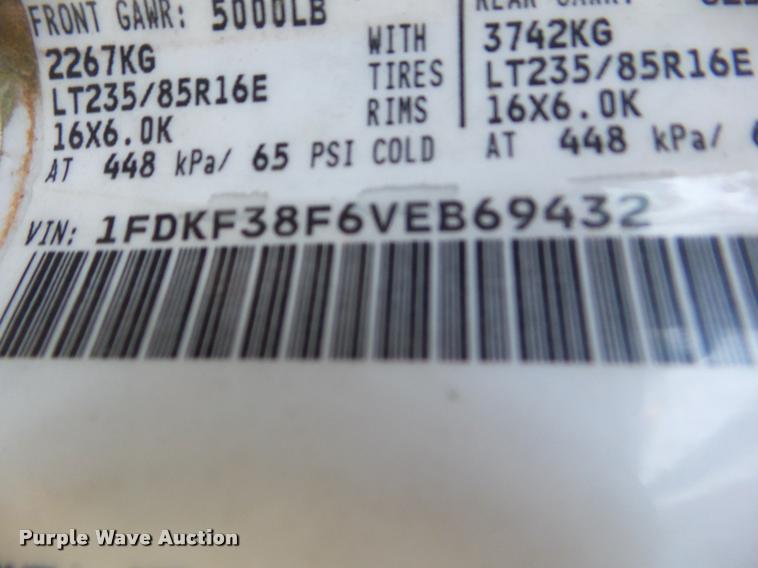 FRONT GAWR: 5000LB
2267KG
LT235/85R16E
16X6.0K
AT 448 kPa/ 65 PSI COLD
WITH
TIRES
RIMS
3742KG
LT235/85R16E
16X6.0K
AT 448 kPa/
VIN: 1FDKF38F6VEB69432
Purple Wave Auction